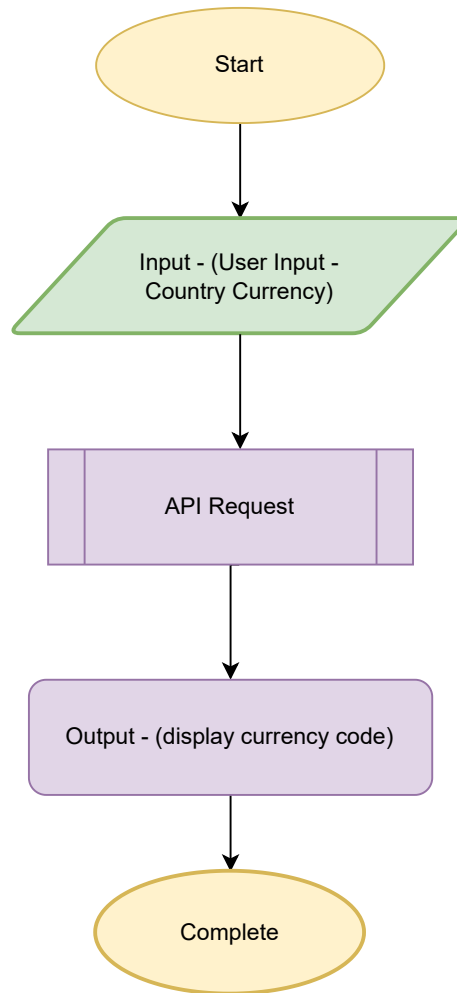 Start
Input - (User Input -
Country Currency)
API Request
Output - (display currency code)
Complete